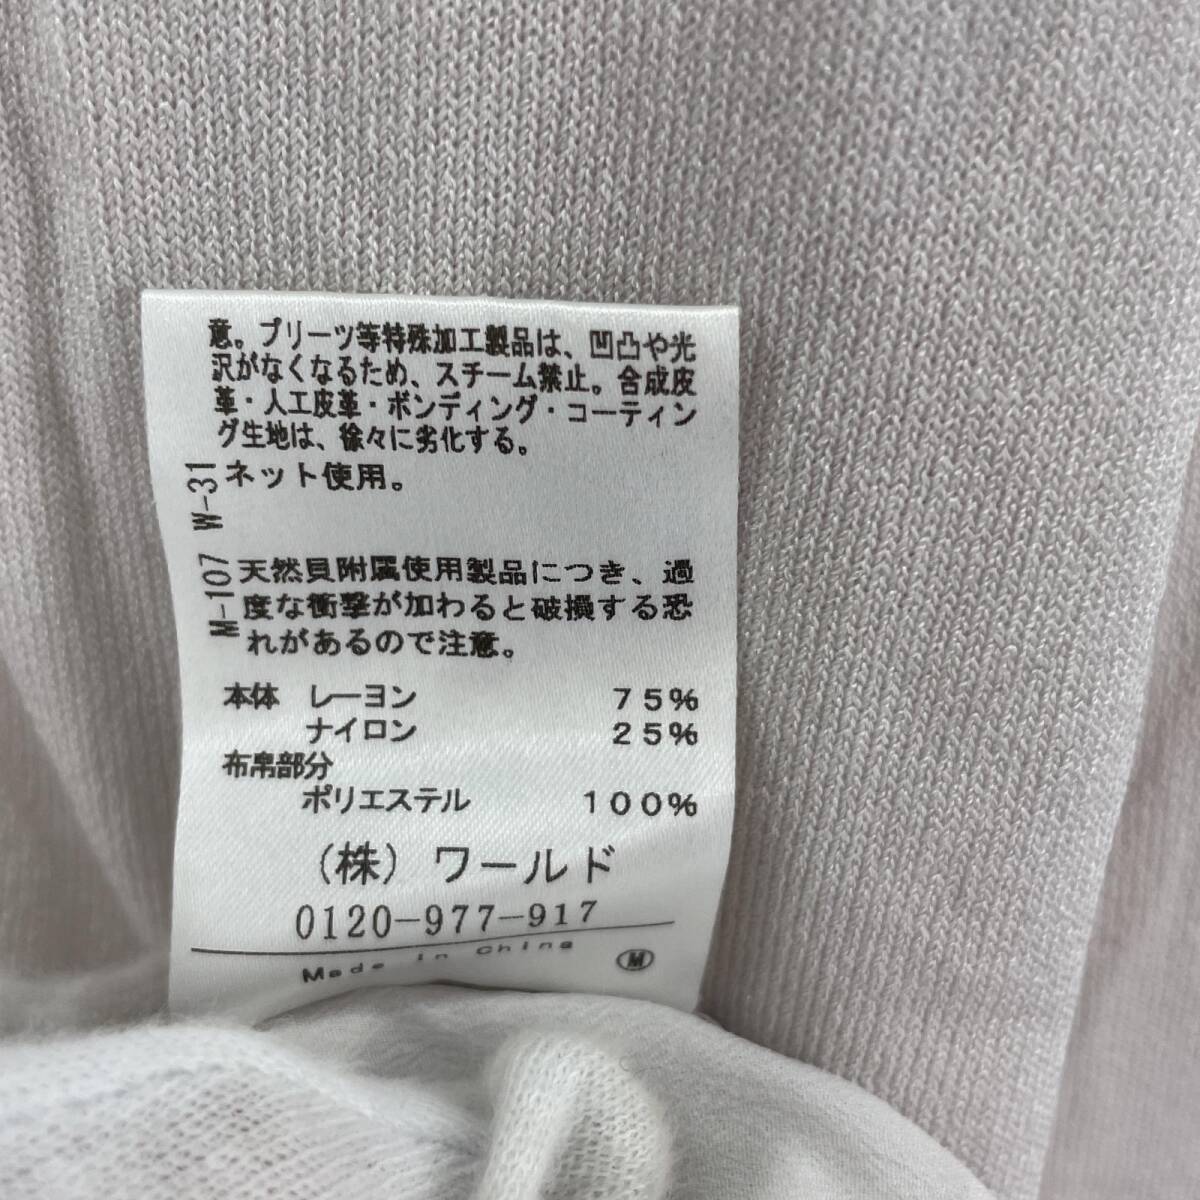 意。プリーツ等特殊加工製品は、凹凸や光
沢がなくなるため、スチーム禁止。合成皮
革・人工皮革・ボンディング・コーティン
グ生地は、徐々に劣化する。
ネット使用。
W-31
天然貝附属使用製品につき、過
度な衝撃が加わると破損する恐
れがあるので注意。
M-107
本体 レーヨン 75%
ナイロン 25%
布帛部分
ポリエステル 100%
(株)ワールド
0120-977-917
Made in China
M